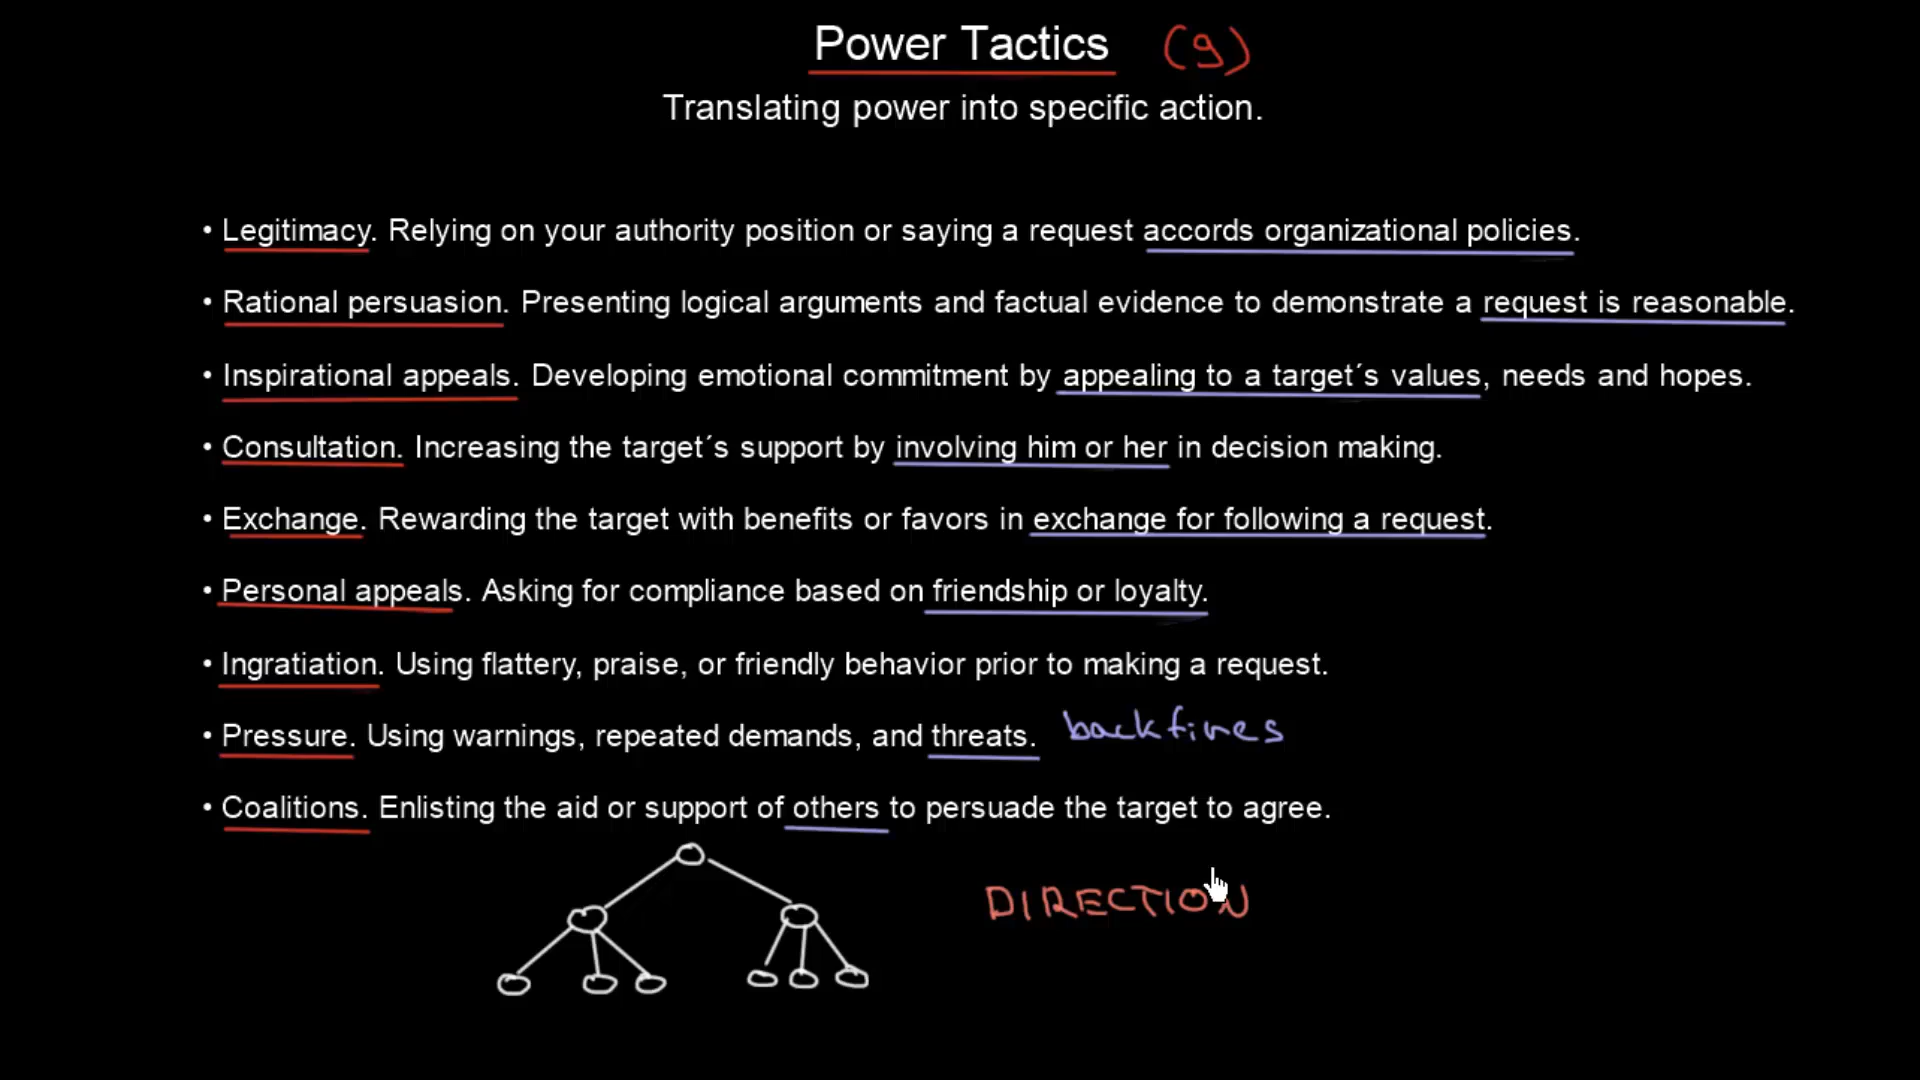 Power Tactics (9)
Translating power into specific action.
• Legitimacy. Relying on your authority position or saying a request accords organizational policies.
• Rational persuasion. Presenting logical arguments and factual evidence to demonstrate a request is reasonable.
• Inspirational appeals. Developing emotional commitment by appealing to a target´s values, needs and hopes.
• Consultation. Increasing the target´s support by involving him or her in decision making.
• Exchange. Rewarding the target with benefits or favors in exchange for following a request.
• Personal appeals. Asking for compliance based on friendship or loyalty.
• Ingratiation. Using flattery, praise, or friendly behavior prior to making a request.
• Pressure. Using warnings, repeated demands, and threats. backfires
• Coalitions. Enlisting the aid or support of others to persuade the target to agree.
DIRECTION